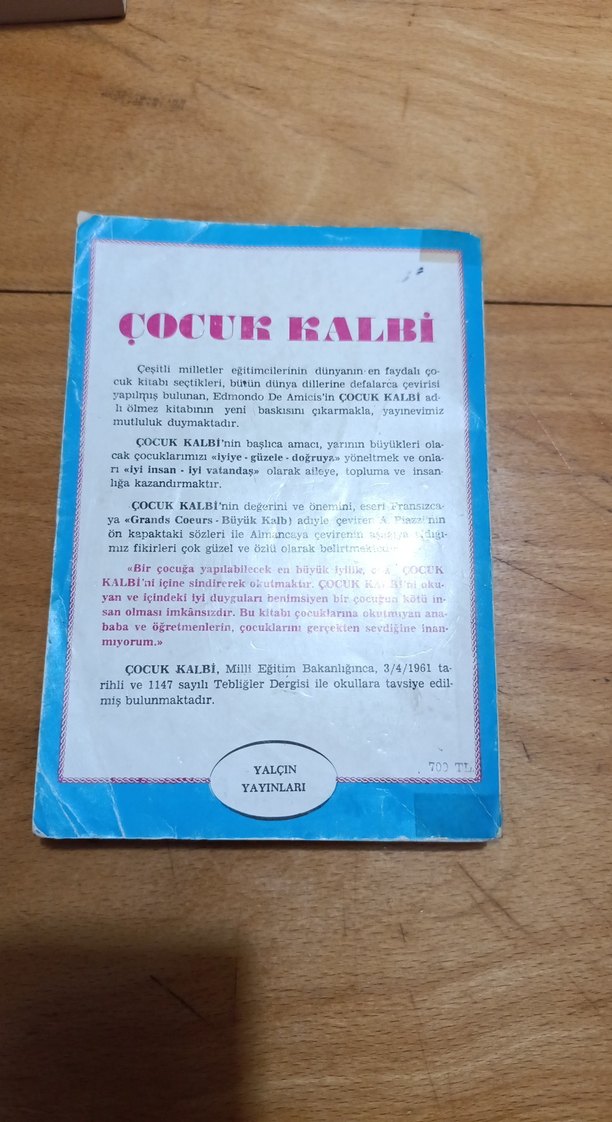 ÇOCUK KALBİ
Çeşitli milletler eğitimcilerinin dünyanın en faydalı ço-
cuk kitabı seçtikleri, bütün dünya dillerine defalarca çevirisi
yapılmış bulunan, Edmondo De Amicis'in ÇOCUK KALBİ ad-
lı ölmez kitabının yeni baskısını çıkarmakla, yayınevimiz
mutluluk duymaktadır.
ÇOCUK KALBİ'nin başlıca amacı, yarının büyükleri ola-
cak çocuklarımızı «iyiye - güzele - doğruya» yöneltmek ve onla-
rı «iyi insan - iyi vatandaş» olarak aileye, topluma ve insan-
lığa kazandırmaktır.
ÇOCUK KALBİ'nin değerini ve önemini, eseri Fransızca-
ya «Grands Coeurs - Büyük Kalb) adıyle çeviren A Piazzi'nin
ön kapaktaki sözleri ile Almancaya çevirenin
mız fikirleri çok güzel ve özlü olarak belirtmektedir
«Bir çocuğa yapılabilecek en büyük iyilik, ÇOCUK
KALBİ'ni içine sindirerek okutmaktır. ÇOCUK KALBİ'ni oku-
yan ve içindeki iyi duyguları benimsiyen bir çocuğun kötü in-
san olması imkânsızdır. Bu kitabı çocuklarına okutmıyan ana-
baba ve öğretmenlerin, çocuklarını gerçekten sevdiğine inan-
mıyorum.»
ÇOCUK KALBİ, Milli Eğitim Bakanlığınca, 3/4/1961 ta-
rihli ve 1147 sayılı Tebliğler Dergisi ile okullara tavsiye edil-
miş bulunmaktadır.
700 TL
YALÇIN
YAYINLARI